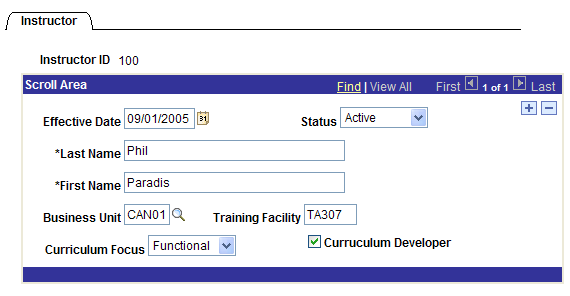 Instructor
Instructor ID 100
Scroll Area Find | View All First 1 of 1 Last
Effective Date 09/01/2005 31 Status Active
*Last Name Phil
*First Name Paradis
Business Unit CAN01 Training Facility TA307
Curriculum Focus Functional Curruculum Developer